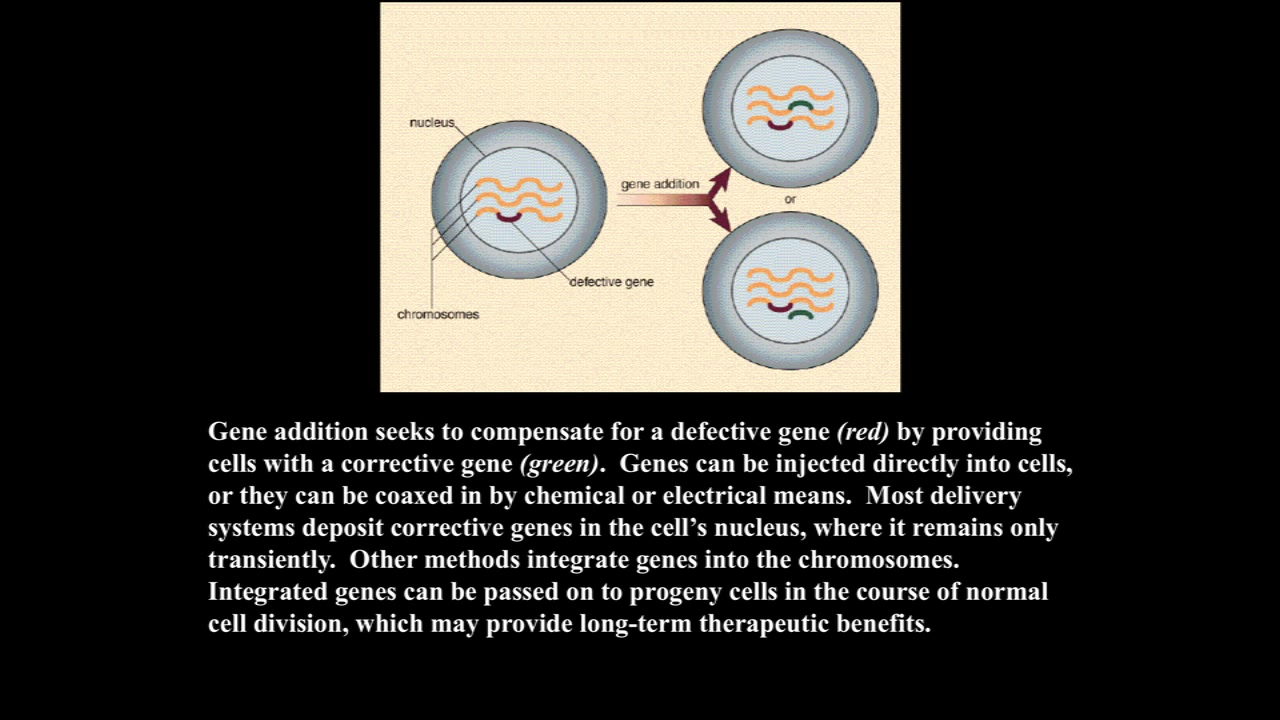 nucleus
gene addition
or
defective gene
chromosomes
Gene addition seeks to compensate for a defective gene (red) by providing
cells with a corrective gene (green).  Genes can be injected directly into cells,
or they can be coaxed in by chemical or electrical means.  Most delivery
systems deposit corrective genes in the cell’s nucleus, where it remains only
transiently.  Other methods integrate genes into the chromosomes.
Integrated genes can be passed on to progeny cells in the course of normal
cell division, which may provide long-term therapeutic benefits.